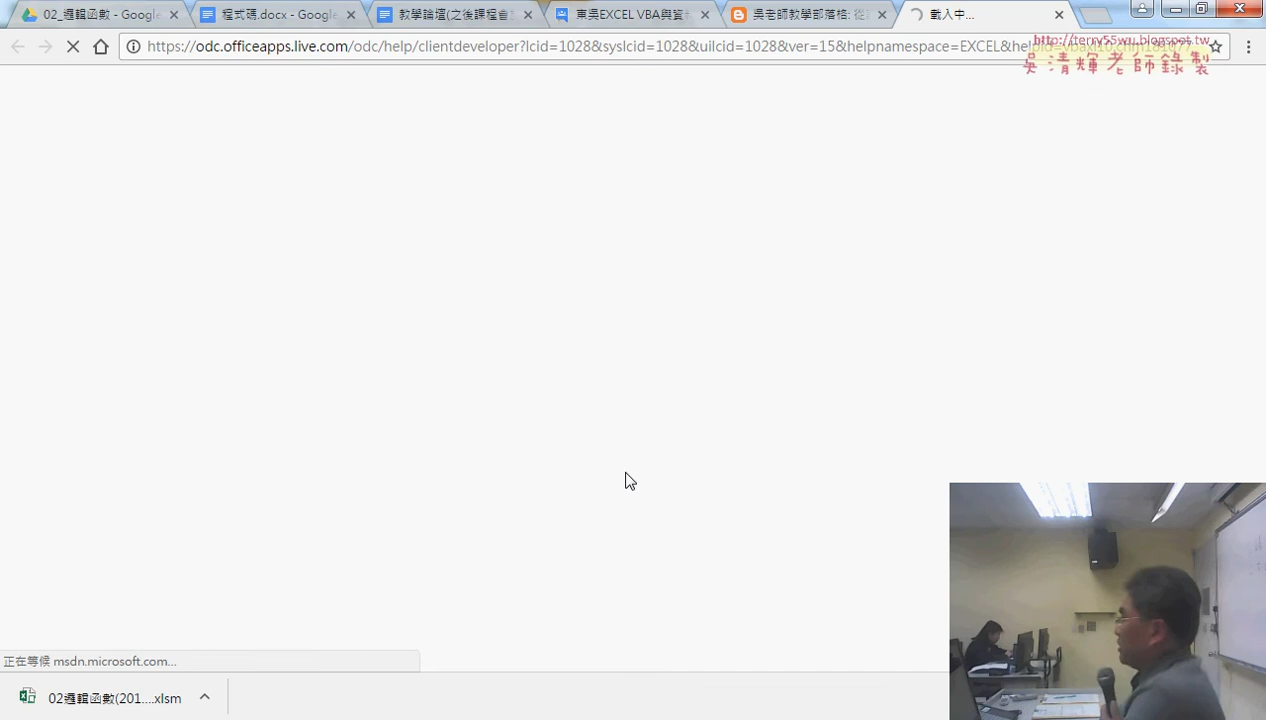 02_邏輯函數 - Google
程式碼.docx - Google
教學論壇(之後課程會
東吳EXCEL VBA與資
吳老師教學部落格: 從
載入中...
https://odc.officeapps.live.com/odc/help/clientdeveloper?lcid=1028&syslcid=1028&uilcid=1028&ver=15&helpnamespace=EXCEL&
http://terry55wu.blogspot.tw
吳清輝老師錄製
正在等候 msdn.microsoft.com...
02邏輯函數(201....xlsm